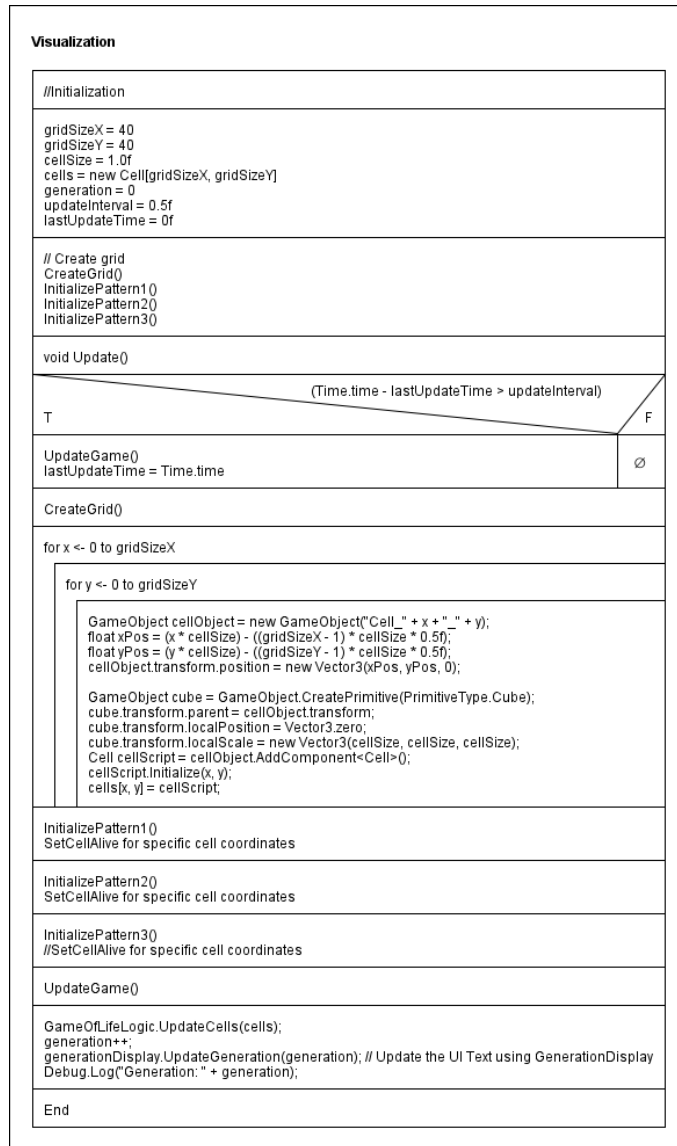 Visualization
//Initialization
gridSizeX = 40
gridSizeY = 40
cellSize = 1.0f
cells = new Cell[gridSizeX, gridSizeY]
generation = 0
updateInterval = 0.5f
lastUpdateTime = 0f
// Create grid
CreateGrid()
InitializePattern1()
InitializePattern2()
InitializePattern3()
void Update()
(Time.time - lastUpdateTime > updateInterval)
T
F
UpdateGame()
lastUpdateTime = Time.time
∅
CreateGrid()
for x <- 0 to gridSizeX
for y <- 0 to gridSizeY
GameObject cellObject = new GameObject("Cell_" + x + "_" + y);
float xPos = (x * cellSize) - ((gridSizeX - 1) * cellSize * 0.5f);
float yPos = (y * cellSize) - ((gridSizeY - 1) * cellSize * 0.5f);
cellObject.transform.position = new Vector3(xPos, yPos, 0);
GameObject cube = GameObject.CreatePrimitive(PrimitiveType.Cube);
cube.transform.parent = cellObject.transform;
cube.transform.localPosition = Vector3.zero;
cube.transform.localScale = new Vector3(cellSize, cellSize, cellSize);
Cell cellScript = cellObject.AddComponent<Cell>();
cellScript.Initialize(x, y);
cells[x, y] = cellScript;
InitializePattern1()
SetCellAlive for specific cell coordinates
InitializePattern2()
SetCellAlive for specific cell coordinates
InitializePattern3()
//SetCellAlive for specific cell coordinates
UpdateGame()
GameOfLifeLogic.UpdateCells(cells);
generation++;
generationDisplay.UpdateGeneration(generation); // Update the UI Text using GenerationDisplay
Debug.Log("Generation: " + generation);
End